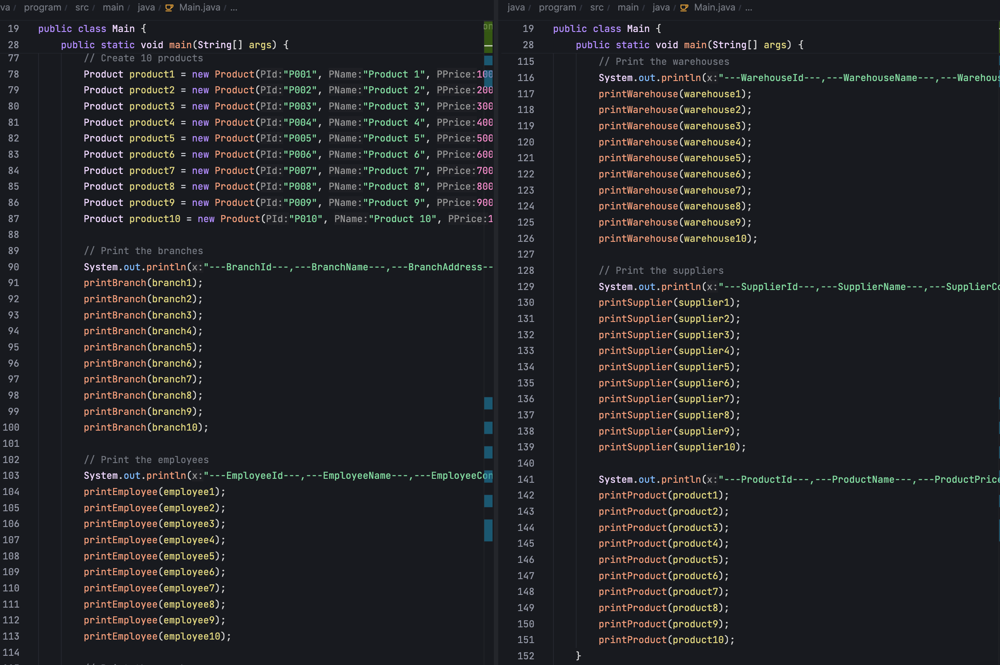 va / program / src / main / java / Main.java / ...
19 public class Main {
28 public static void main(String[] args) {
77 // Create 10 products
78 Product product1 = new Product(PId:"P001", PName:"Product 1", PPrice:100
79 Product product2 = new Product(PId:"P002", PName:"Product 2", PPrice:200
80 Product product3 = new Product(PId:"P003", PName:"Product 3", PPrice:300
81 Product product4 = new Product(PId:"P004", PName:"Product 4", PPrice:400
82 Product product5 = new Product(PId:"P005", PName:"Product 5", PPrice:500
83 Product product6 = new Product(PId:"P006", PName:"Product 6", PPrice:600
84 Product product7 = new Product(PId:"P007", PName:"Product 7", PPrice:700
85 Product product8 = new Product(PId:"P008", PName:"Product 8", PPrice:800
86 Product product9 = new Product(PId:"P009", PName:"Product 9", PPrice:900
87 Product product10 = new Product(PId:"P010", PName:"Product 10", PPrice:1
88
89 // Print the branches
90 System.out.println(x:"---BranchId---,---BranchName---,---BranchAddress--
91 printBranch(branch1);
92 printBranch(branch2);
93 printBranch(branch3);
94 printBranch(branch4);
95 printBranch(branch5);
96 printBranch(branch6);
97 printBranch(branch7);
98 printBranch(branch8);
99 printBranch(branch9);
100 printBranch(branch10);
101
102 // Print the employees
103 System.out.println(x:"---EmployeeId---,---EmployeeName---,---EmployeeCon
104 printEmployee(employee1);
105 printEmployee(employee2);
106 printEmployee(employee3);
107 printEmployee(employee4);
108 printEmployee(employee5);
109 printEmployee(employee6);
110 printEmployee(employee7);
111 printEmployee(employee8);
112 printEmployee(employee9);
113 printEmployee(employee10);
114
java / program / src / main / java / Main.java / ...
19 public class Main {
28 public static void main(String[] args) {
115 // Print the warehouses
116 System.out.println(x:"---WarehouseId---,---WarehouseName---,---Warehous
117 printWarehouse(warehouse1);
118 printWarehouse(warehouse2);
119 printWarehouse(warehouse3);
120 printWarehouse(warehouse4);
121 printWarehouse(warehouse5);
122 printWarehouse(warehouse6);
123 printWarehouse(warehouse7);
124 printWarehouse(warehouse8);
125 printWarehouse(warehouse9);
126 printWarehouse(warehouse10);
127
128 // Print the suppliers
129 System.out.println(x:"---SupplierId---,---SupplierName---,---SupplierCo
130 printSupplier(supplier1);
131 printSupplier(supplier2);
132 printSupplier(supplier3);
133 printSupplier(supplier4);
134 printSupplier(supplier5);
135 printSupplier(supplier6);
136 printSupplier(supplier7);
137 printSupplier(supplier8);
138 printSupplier(supplier9);
139 printSupplier(supplier10);
140
141 System.out.println(x:"---ProductId---,---ProductName---,---ProductPrice
142 printProduct(product1);
143 printProduct(product2);
144 printProduct(product3);
145 printProduct(product4);
146 printProduct(product5);
147 printProduct(product6);
148 printProduct(product7);
149 printProduct(product8);
150 printProduct(product9);
151 printProduct(product10);
152 }